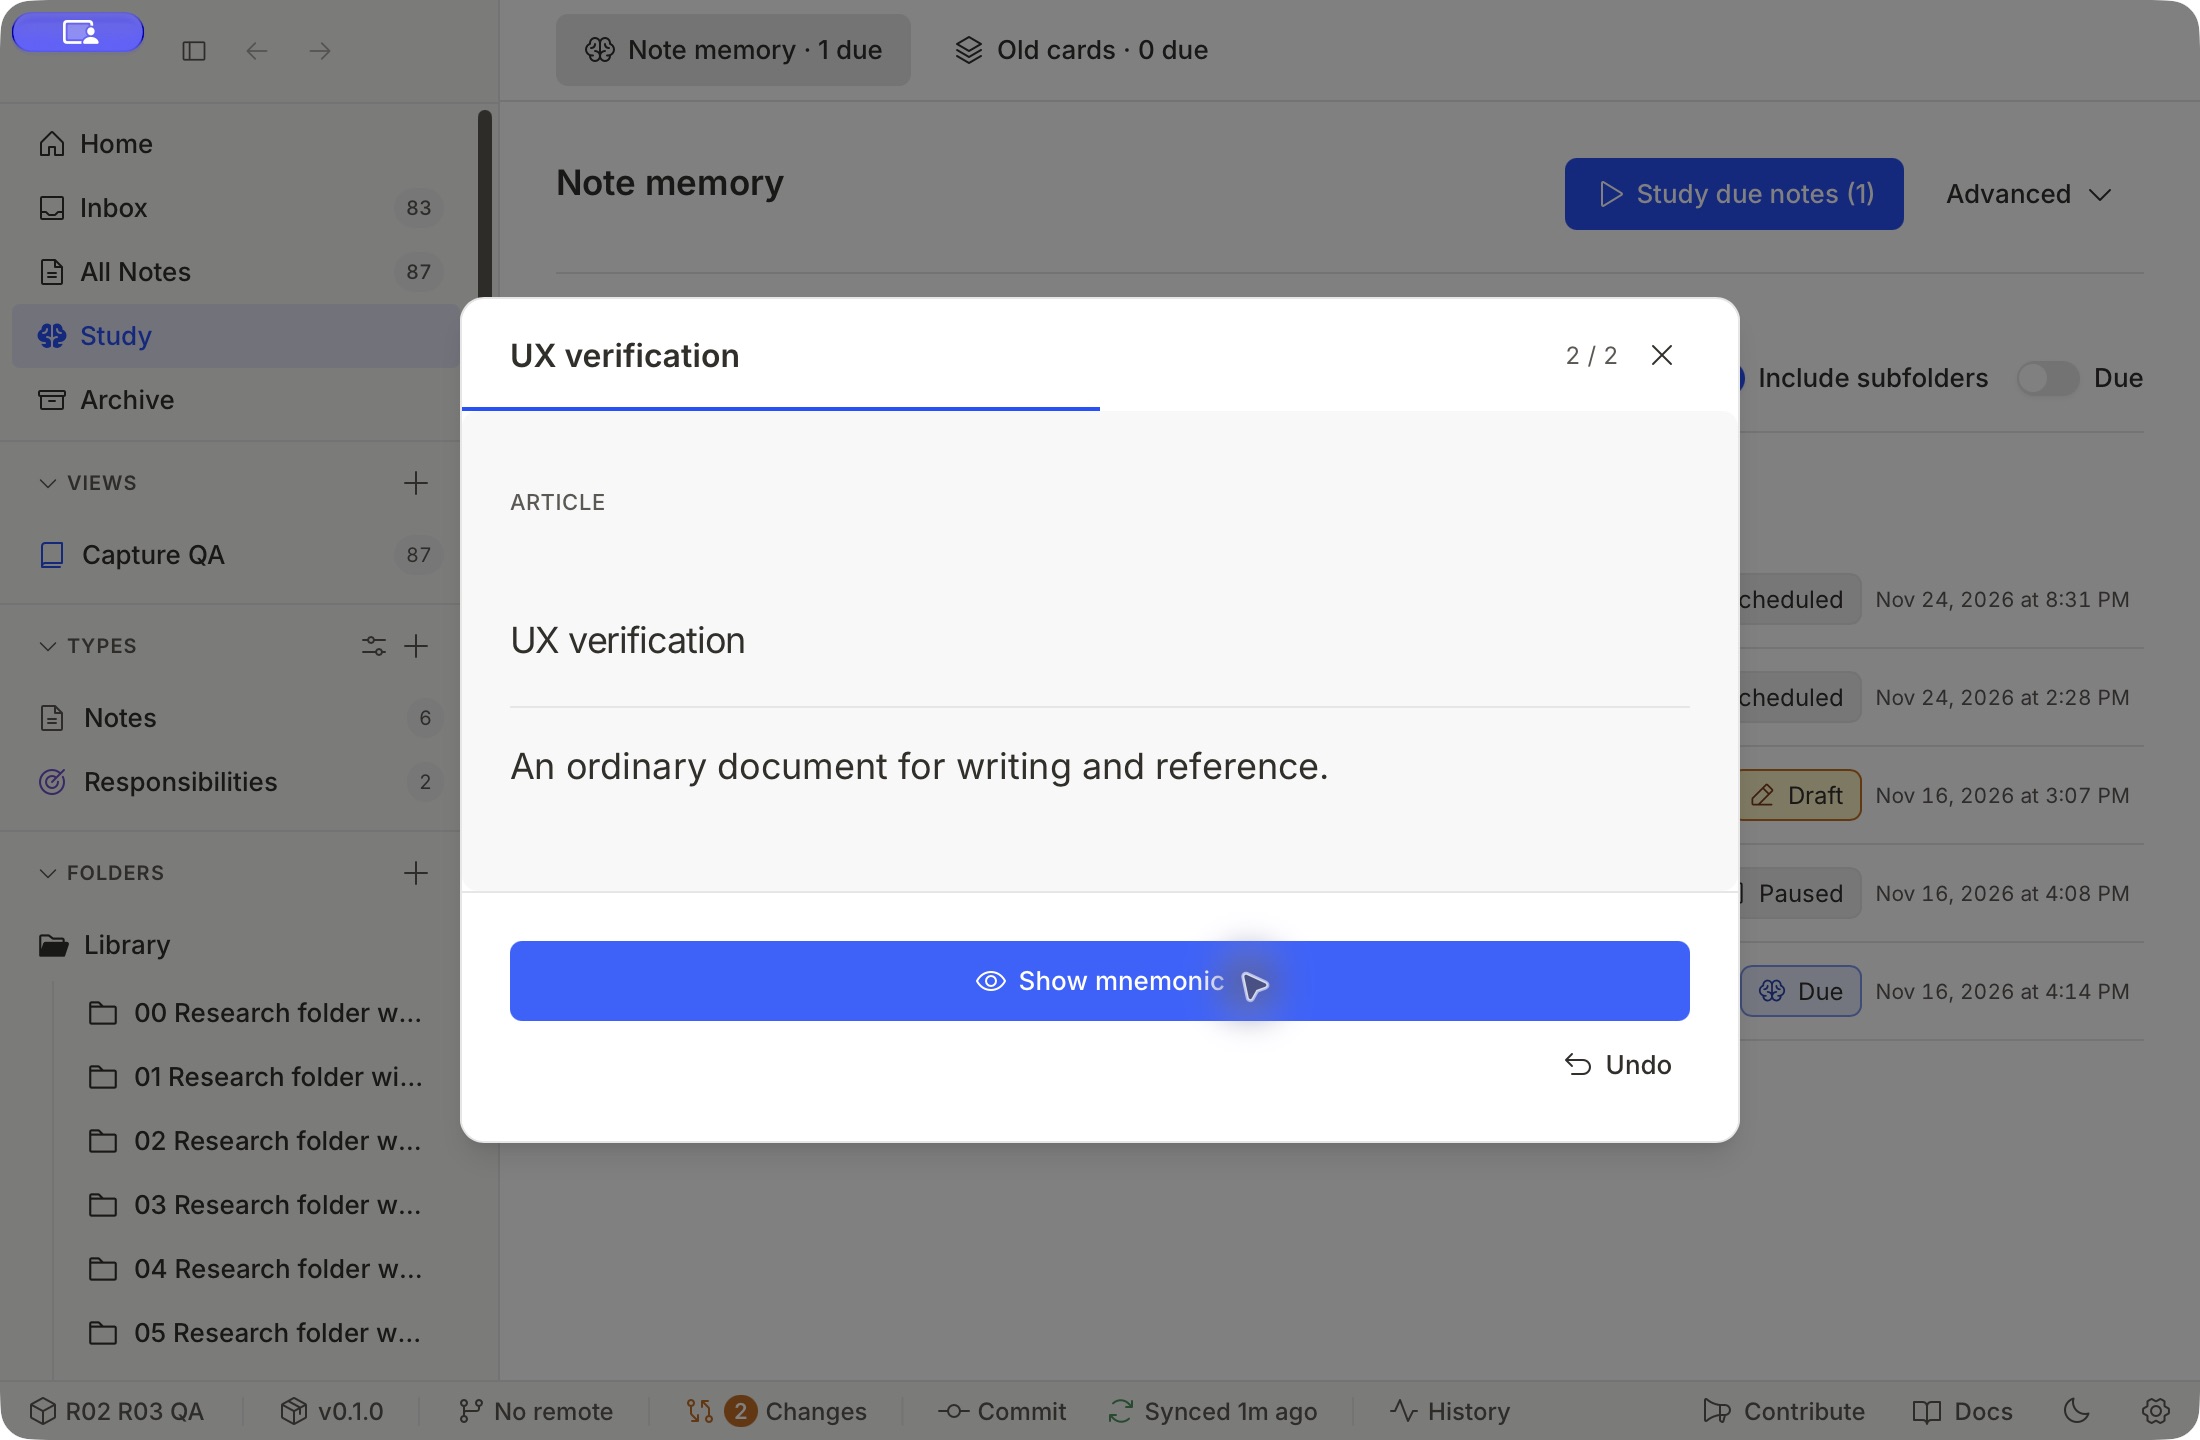 Note memory · 1 due
Old cards · 0 due
Home
Inbox 83
All Notes 87
Study
Archive
VIEWS
Capture QA 87
TYPES
Notes 6
Responsibilities 2
FOLDERS
Library
00 Research folder w...
01 Research folder wi...
02 Research folder w...
03 Research folder w...
04 Research folder w...
05 Research folder w...
Note memory
Study due notes (1)
Advanced
Include subfolders
Due
cheduled Nov 24, 2026 at 8:31 PM
cheduled Nov 24, 2026 at 2:28 PM
Draft Nov 16, 2026 at 3:07 PM
Paused Nov 16, 2026 at 4:08 PM
Due Nov 16, 2026 at 4:14 PM
UX verification
2 / 2
ARTICLE
UX verification
An ordinary document for writing and reference.
Show mnemonic
Undo
R02 R03 QA
v0.1.0
No remote
2 Changes
Commit
Synced 1m ago
History
Contribute
Docs